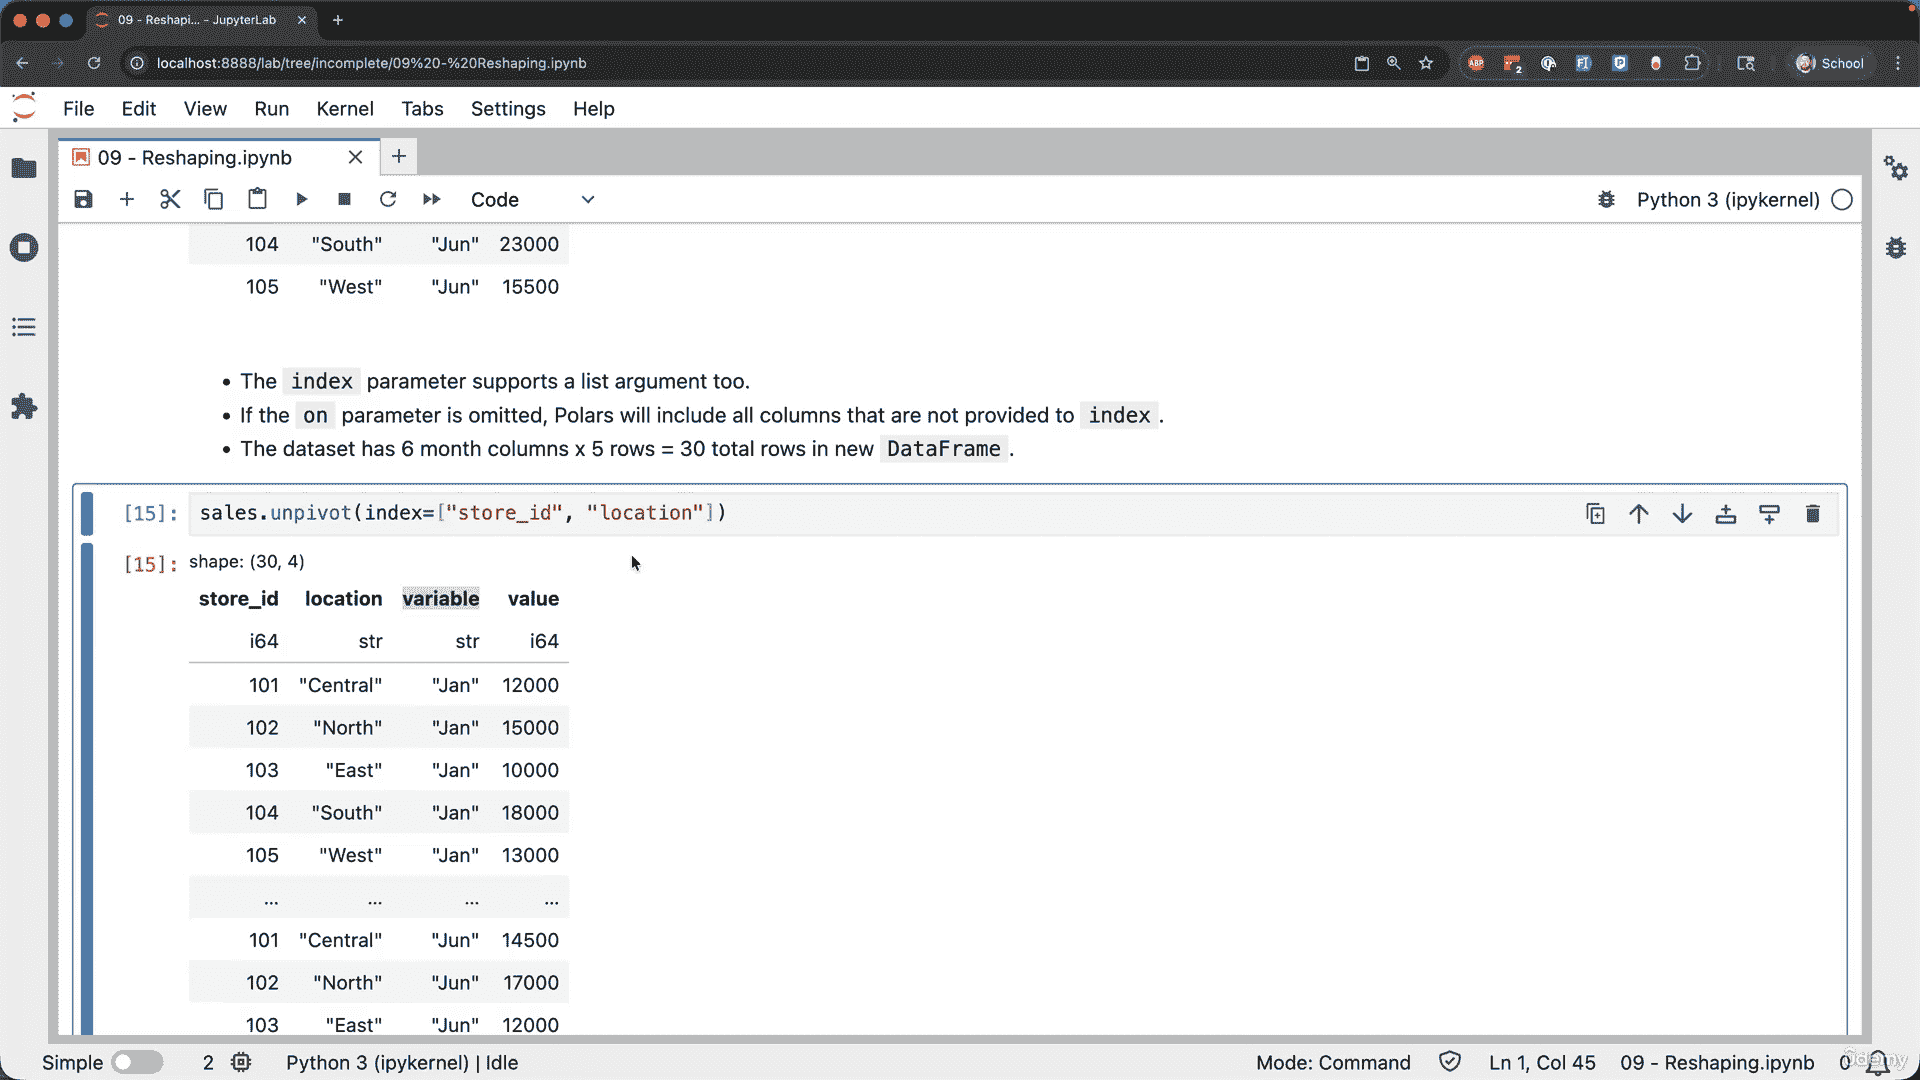 09 - Reshapi... - JupyterLab
localhost:8888/lab/tree/incomplete/09%20-%20Reshaping.ipynb
ABP
2
School
File Edit View Run Kernel Tabs Settings Help
09 - Reshaping.ipynb
Code
Python 3 (ipykernel)
104 "South" "Jun" 23000
105 "West" "Jun" 15500
The index parameter supports a list argument too.
If the on parameter is omitted, Polars will include all columns that are not provided to index.
The dataset has 6 month columns x 5 rows = 30 total rows in new DataFrame.
[15]: sales.unpivot(index=["store_id", "location"])
[15]: shape: (30, 4)
store_id location variable value
i64 str str i64
101 "Central" "Jan" 12000
102 "North" "Jan" 15000
103 "East" "Jan" 10000
104 "South" "Jan" 18000
105 "West" "Jan" 13000
... ... ... ...
101 "Central" "Jun" 14500
102 "North" "Jun" 17000
103 "East" "Jun" 12000
Simple 2 Python 3 (ipykernel) | Idle Mode: Command Ln 1, Col 45 09 - Reshaping.ipynb 0
udemy